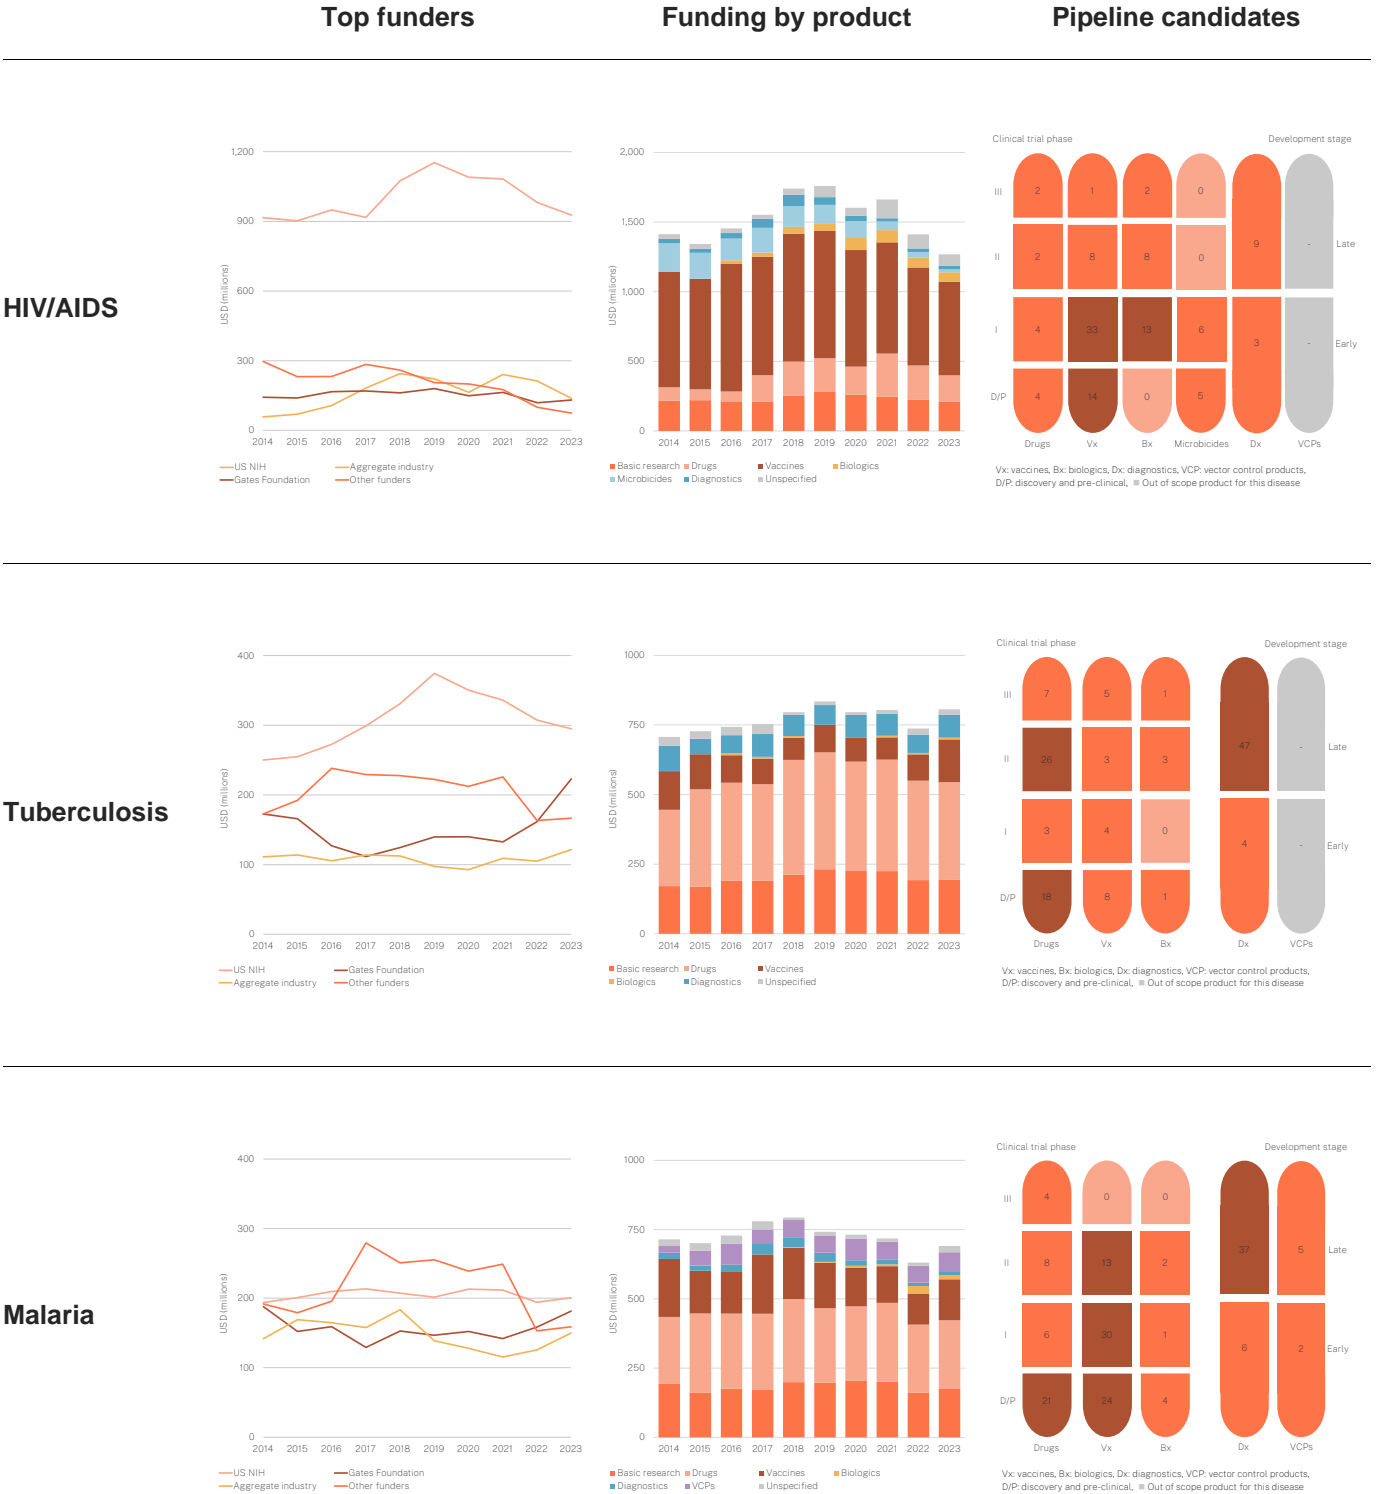 Top funders
Funding by product
Pipeline candidates
HIV/AIDS
1,200
900
600
300
0
USD (millions)
2014 2015 2016 2017 2018 2019 2020 2021 2022 2023
US NIH Aggregate industry
Gates Foundation Other funders
2,000
1,500
1,000
500
0
USD (millions)
2014 2015 2016 2017 2018 2019 2020 2021 2022 2023
Basic research Drugs Vaccines Biologics
Microbicides Diagnostics Unspecified
Clinical trial phase Development stage
III 2 1 2 0
II 2 8 8 0 9 - Late
I 4 33 13 6 3 - Early
D/P 4 14 0 5
Drugs Vx Bx Microbicides Dx VCPs
Vx: vaccines, Bx: biologics, Dx: diagnostics, VCP: vector control products,
D/P: discovery and pre-clinical, Out of scope product for this disease
Tuberculosis
400
300
200
100
0
USD (millions)
2014 2015 2016 2017 2018 2019 2020 2021 2022 2023
US NIH Gates Foundation
Aggregate industry Other funders
1000
750
500
250
0
USD (millions)
2014 2015 2016 2017 2018 2019 2020 2021 2022 2023
Basic research Drugs Vaccines
Biologics Diagnostics Unspecified
Clinical trial phase Development stage
III 7 5 1
II 26 3 3 47 - Late
I 3 4 0 4 - Early
D/P 18 8 1
Drugs Vx Bx Dx VCPs
Vx: vaccines, Bx: biologics, Dx: diagnostics, VCP: vector control products,
D/P: discovery and pre-clinical, Out of scope product for this disease
Malaria
400
300
200
100
0
USD (millions)
2014 2015 2016 2017 2018 2019 2020 2021 2022 2023
US NIH Gates Foundation
Aggregate industry Other funders
1000
750
500
250
0
USD (millions)
2014 2015 2016 2017 2018 2019 2020 2021 2022 2023
Basic research Drugs Vaccines Biologics
Diagnostics VCPs Unspecified
Clinical trial phase Development stage
III 4 0 0
II 8 13 2 37 5 Late
I 6 30 1 6 2 Early
D/P 21 24 4
Drugs Vx Bx Dx VCPs
Vx: vaccines, Bx: biologics, Dx: diagnostics, VCP: vector control products,
D/P: discovery and pre-clinical, Out of scope product for this disease